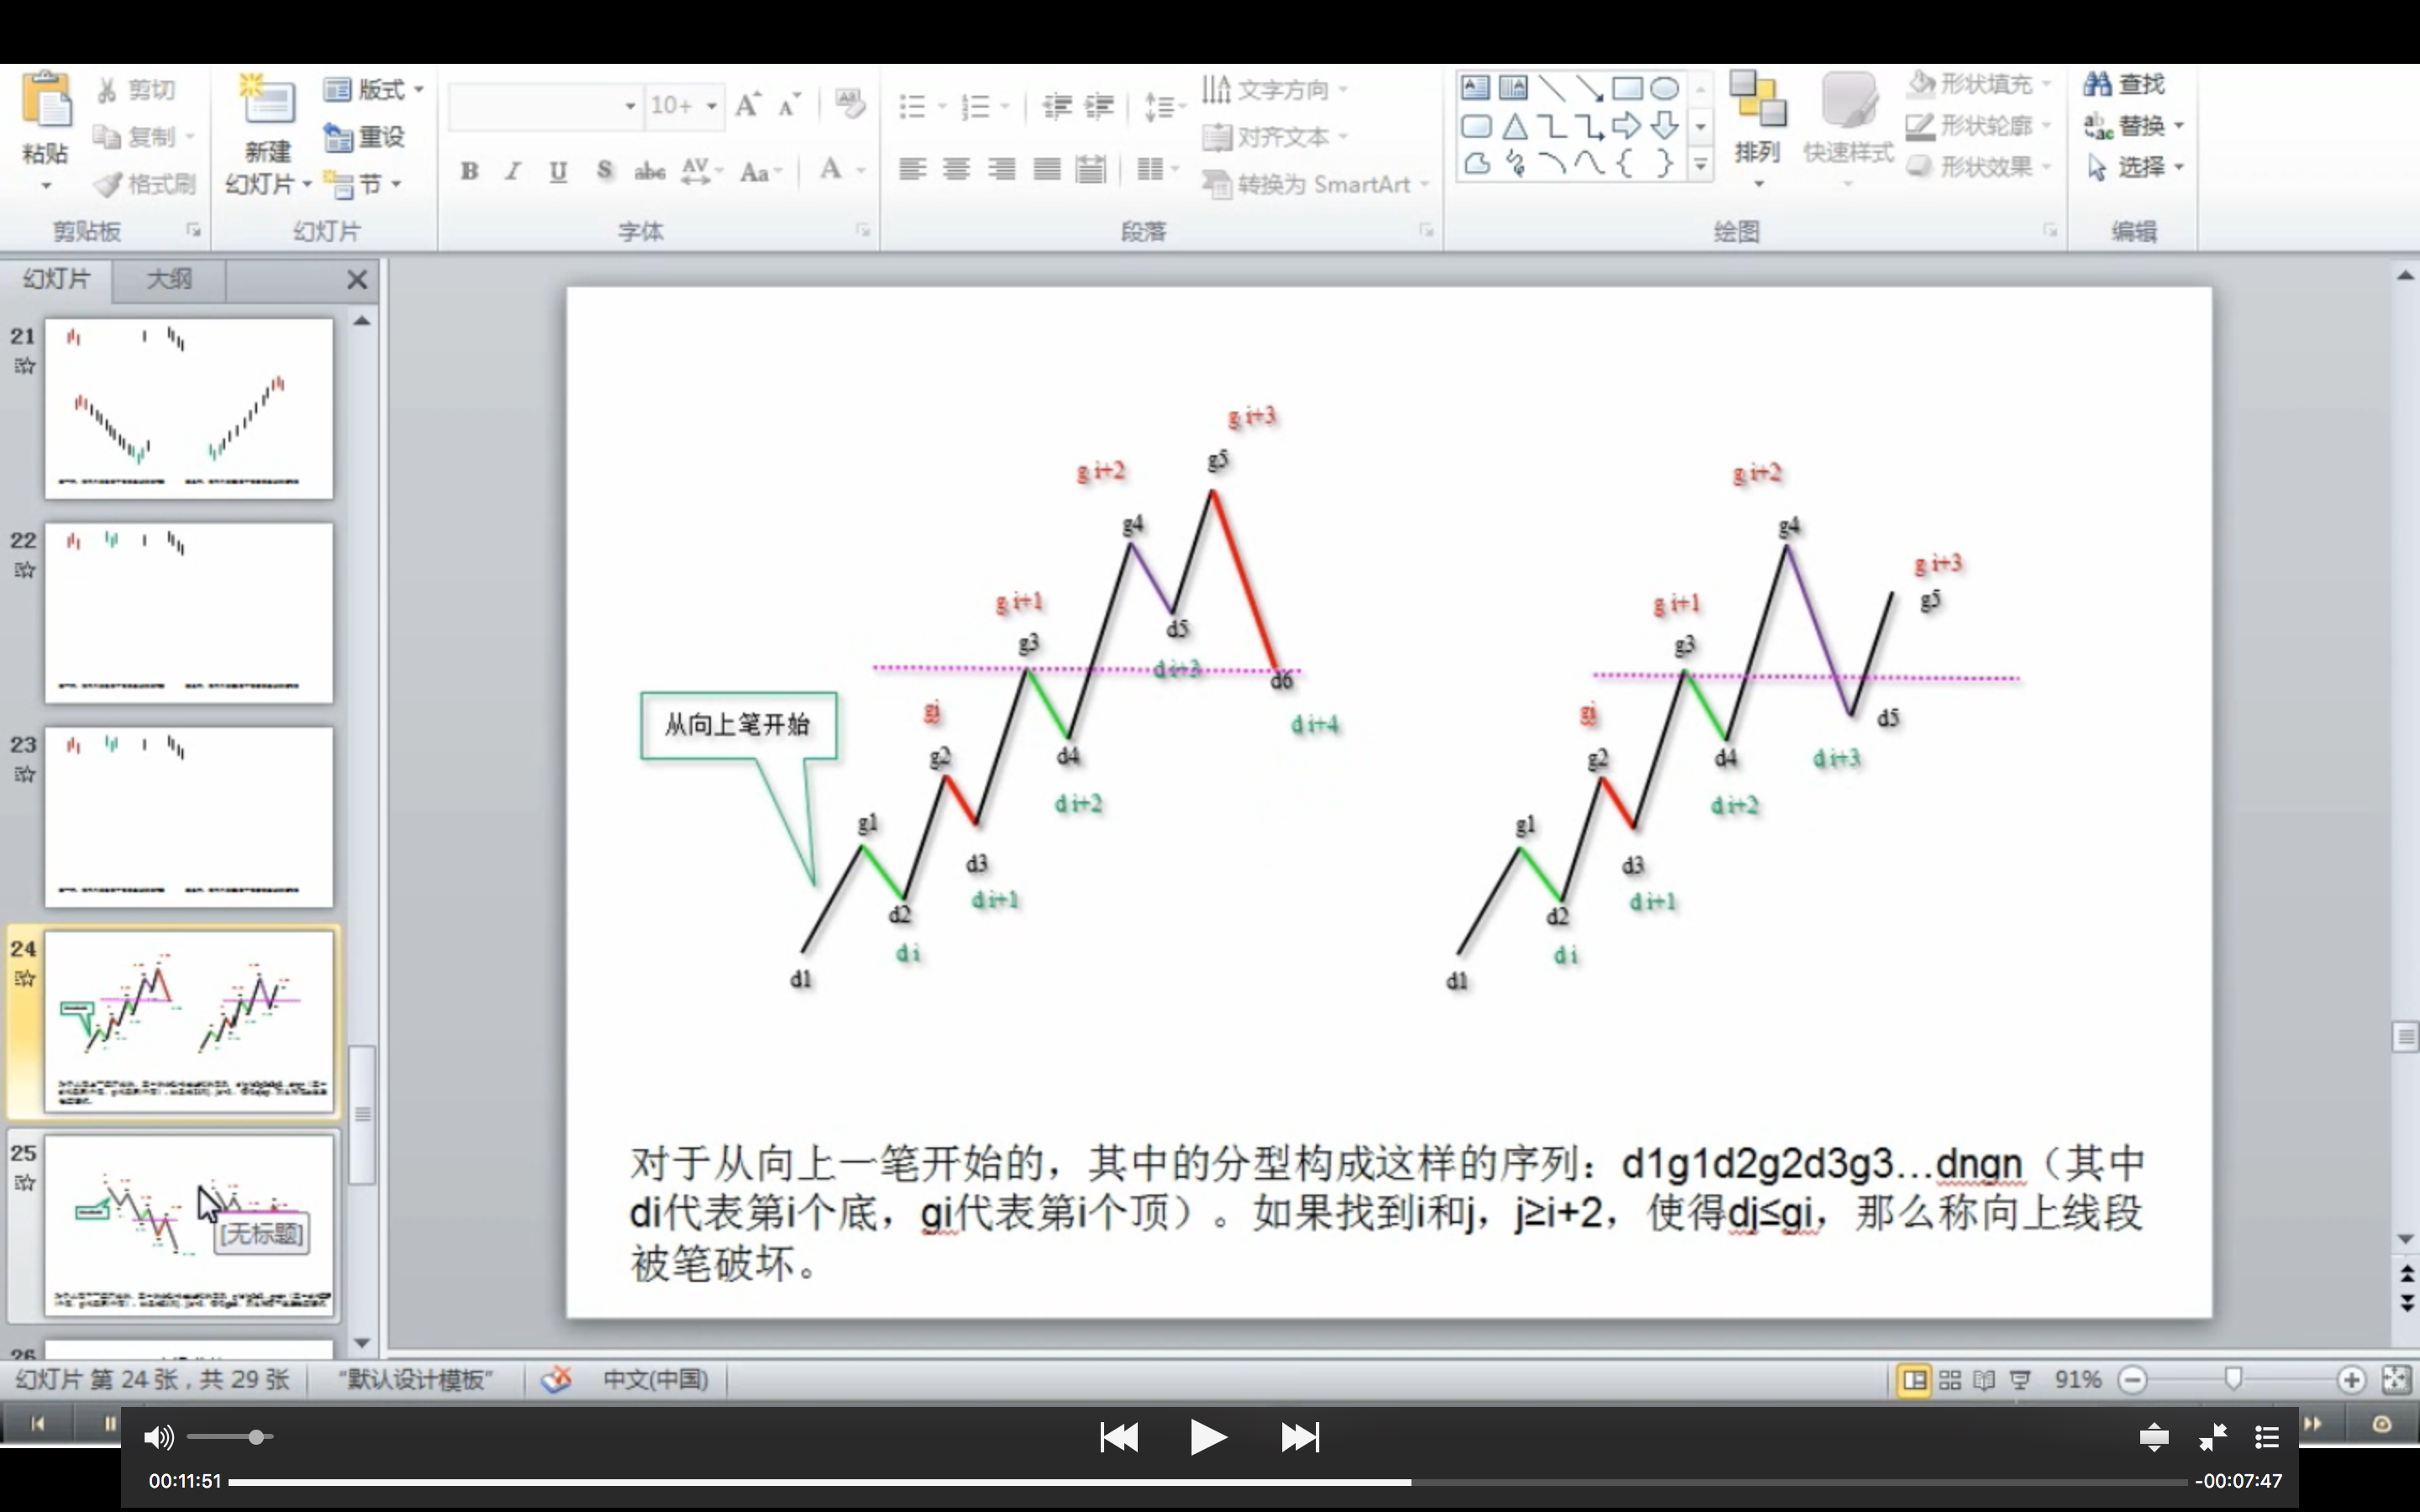 粘贴
剪切
复制
格式刷
剪贴板
新建
幻灯片
版式
重设
节
幻灯片
10+
B I U S abc AV Aa A
字体
文字方向
对齐文本
转换为 SmartArt
段落
排列
快速样式
形状填充
形状轮廓
形状效果
绘图
查找
替换
选择
编辑
幻灯片 大纲
21
22
23
24
25
[无标题]
26
g i+3
g5
g i+2
g4
g i+1
g3
d5
d i+3
d6
d i+4
从向上笔开始
gi
g2
d4
d i+2
g1
d3
d i+1
d2
d i
d1
g i+2
g4
g i+3
g5
g i+1
g3
gi
g2
d5
d4
d i+3
d i+2
g1
d3
d i+1
d2
d i
d1
对于从向上一笔开始的，其中的分型构成这样的序列：d1g1d2g2d3g3…dngn（其中
di代表第i个底，gi代表第i个顶）。如果找到i和j，j≥i+2，使得dj≤gi，那么称向上线段
被笔破坏。
幻灯片 第 24 张，共 29 张
“默认设计模板”
中文(中国)
91%
00:11:51
-00:07:47